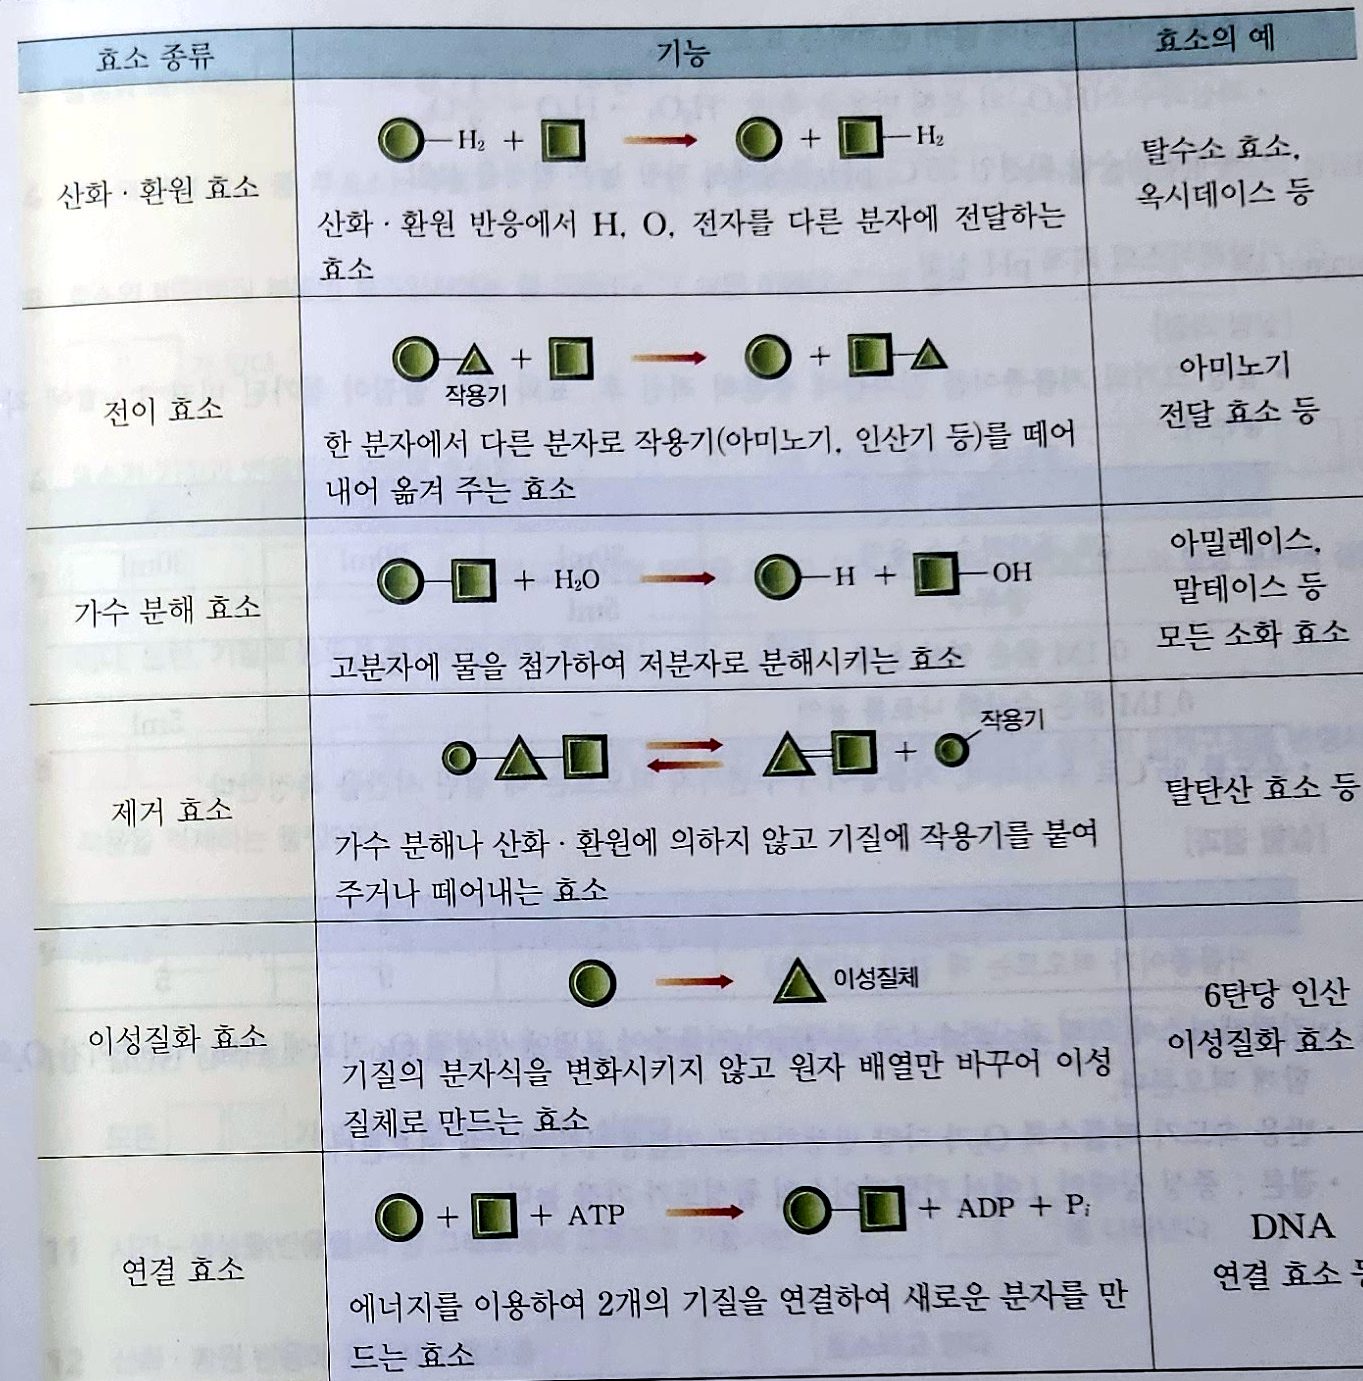 효소 종류 기능 효소의 예
산화 · 환원 효소
H₂ + → + H₂
산화 · 환원 반응에서 H, O, 전자를 다른 분자에 전달하는
효소
탈수소 효소,
옥시데이스 등
전이 효소
+ → +
작용기
한 분자에서 다른 분자로 작용기(아미노기, 인산기 등)를 떼어
내어 옮겨 주는 효소
아미노기
전달 효소 등
가수 분해 효소
+ H₂O → H + OH
고분자에 물을 첨가하여 저분자로 분해시키는 효소
아밀레이스,
말테이스 등
모든 소화 효소
제거 효소
작용기
⇄ +
가수 분해나 산화 · 환원에 의하지 않고 기질에 작용기를 붙여
주거나 떼어내는 효소
탈탄산 효소 등
이성질화 효소
→ 이성질체
기질의 분자식을 변화시키지 않고 원자 배열만 바꾸어 이성
질체로 만드는 효소
6탄당 인산
이성질화 효소
연결 효소
+ + ATP → + ADP + Pᵢ
에너지를 이용하여 2개의 기질을 연결하여 새로운 분자를 만
드는 효소
DNA
연결 효소